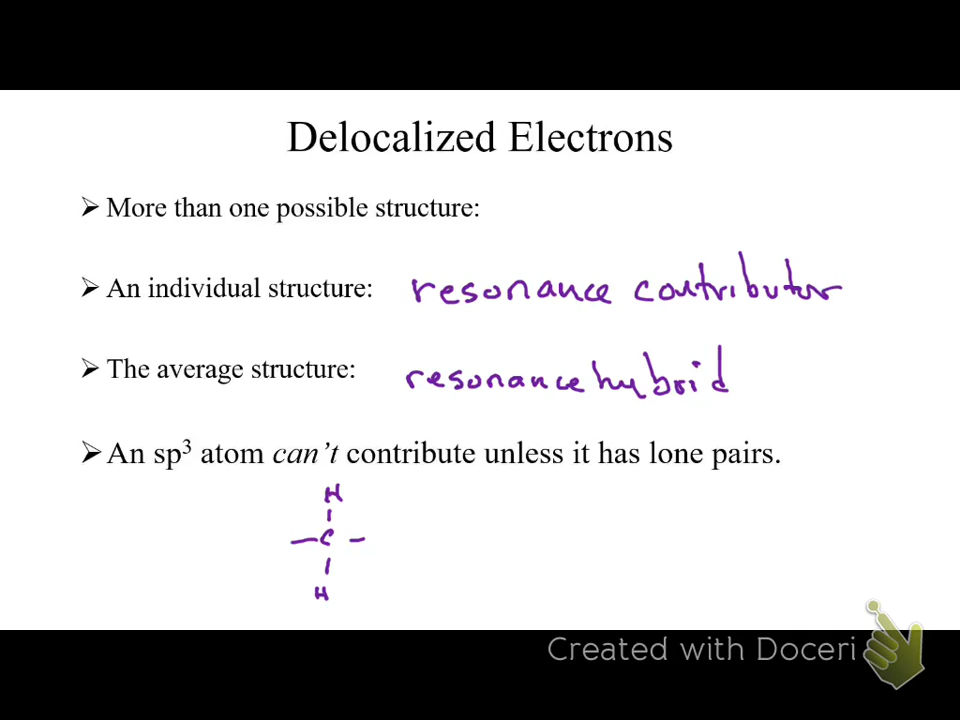 Delocalized Electrons
➢ More than one possible structure:
➢ An individual structure: resonance contributor
➢ The average structure: resonance hybrid
➢ An sp³ atom can’t contribute unless it has lone pairs.
H
– C –
H
Created with Doceri